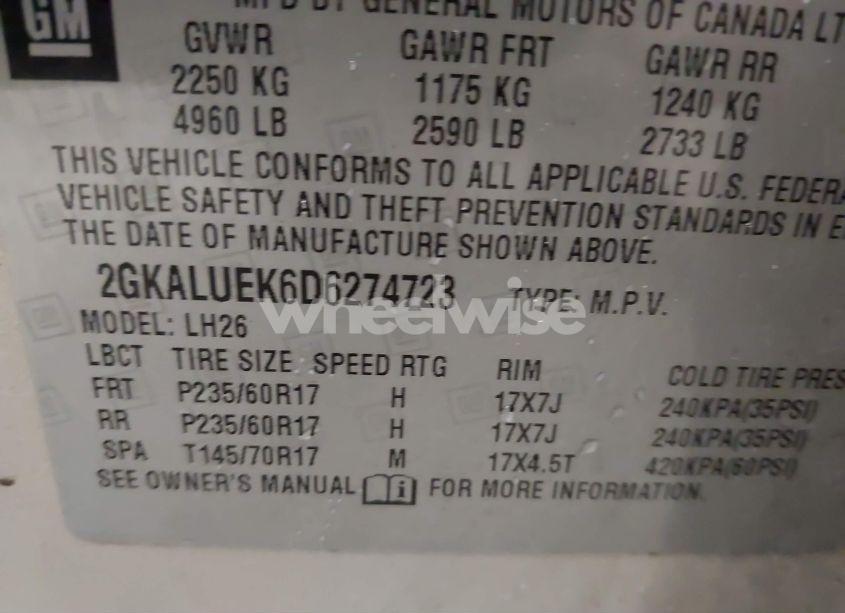 GM
MFD BY GENERAL MOTORS OF CANADA LT
GVWR GAWR FRT GAWR RR
2250 KG 1175 KG 1240 KG
4960 LB 2590 LB 2733 LB
THIS VEHICLE CONFORMS TO ALL APPLICABLE U.S. FEDERA
VEHICLE SAFETY AND THEFT PREVENTION STANDARDS IN E
THE DATE OF MANUFACTURE SHOWN ABOVE.
2GKALUEK6D6274723 TYPE: M.P.V.
wheelwise
MODEL: LH26
LBCT TIRE SIZE SPEED RTG RIM COLD TIRE PRES
FRT P235/60R17 H 17X7J 240KPA(35PSI)
RR P235/60R17 H 17X7J 240KPA(35PSI)
SPA T145/70R17 M 17X4.5T 420KPA(60PSI)
SEE OWNER'S MANUAL i FOR MORE INFORMATION.